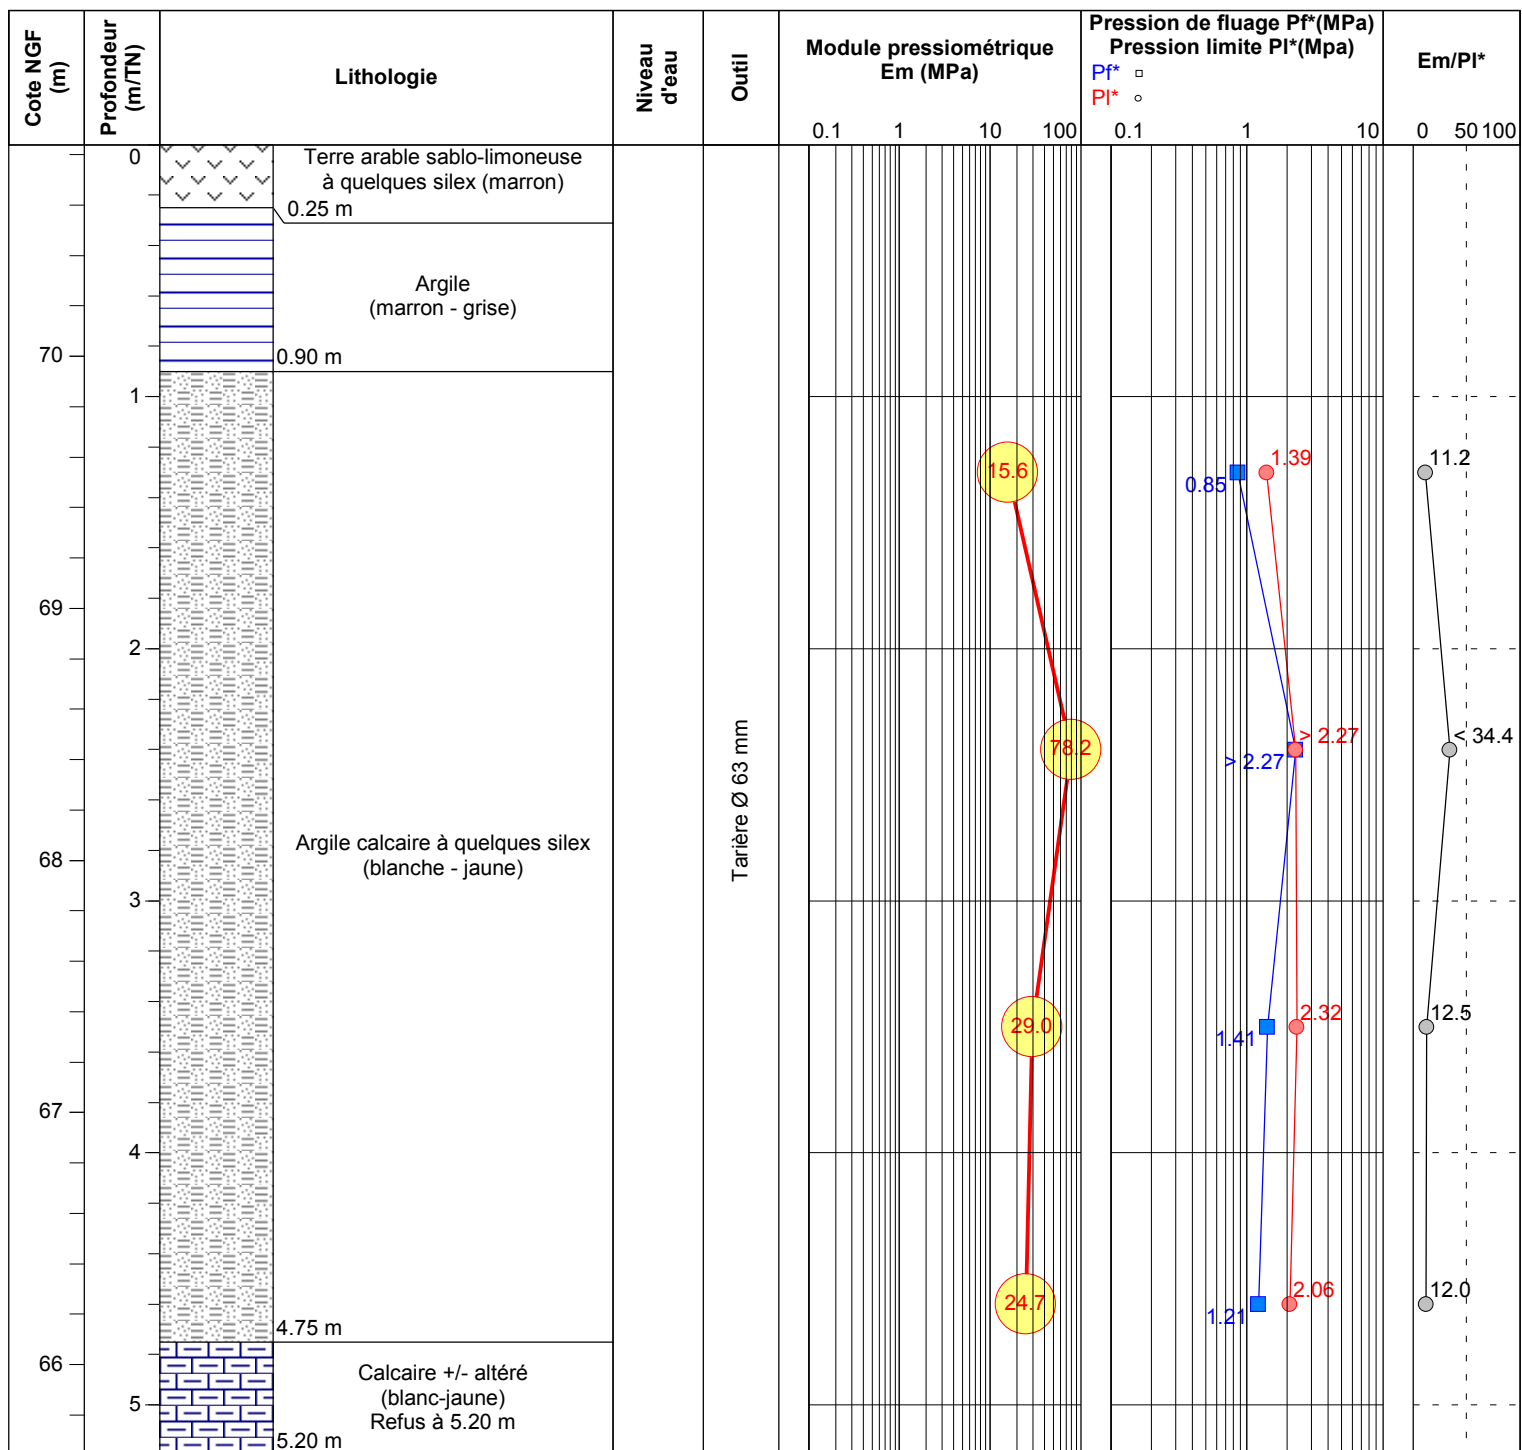 Cote NGF
(m)
Profondeur
(m/TN)
Lithologie
Niveau
d'eau
Outil
Module pressiométrique
Em (MPa)
0.1 1 10 100
Pression de fluage Pf*(MPa)
Pression limite Pl*(Mpa)
Pf*
Pl*
0.1 1 10
Em/Pl*
0 50 100
0
Terre arable sablo-limoneuse
à quelques silex (marron)
0.25 m
Argile
(marron - grise)
70
0.90 m
1
15.6
0.85
1.39
11.2
69
2
78.2
> 2.27
> 2.27
< 34.4
Tarière Ø 63 mm
Argile calcaire à quelques silex
(blanche - jaune)
68
3
29.0
1.41
2.32
12.5
67
4
24.7
1.21
2.06
12.0
4.75 m
66
Calcaire +/- altéré
(blanc-jaune)
Refus à 5.20 m
5
5.20 m